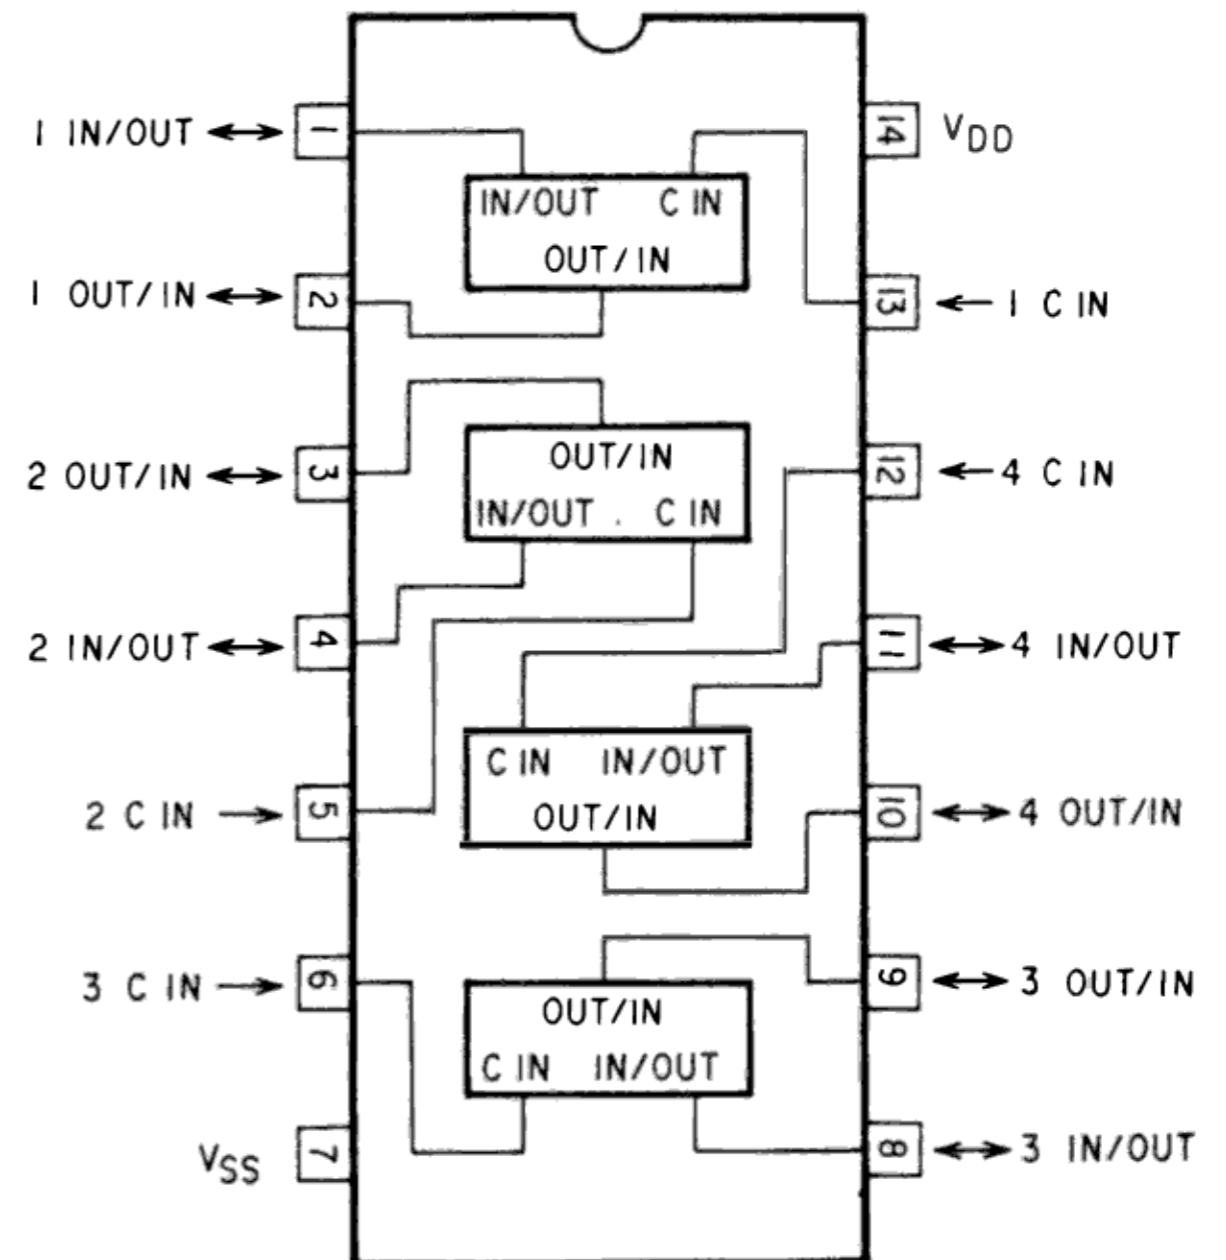 1 IN/OUT
1
14
VDD
IN/OUT C IN
OUT/IN
1 OUT/IN
2
13
1 C IN
2 OUT/IN
3
OUT/IN
IN/OUT C IN
12
4 C IN
2 IN/OUT
4
11
4 IN/OUT
C IN IN/OUT
OUT/IN
2 C IN
5
10
4 OUT/IN
3 C IN
6
9
3 OUT/IN
OUT/IN
C IN IN/OUT
VSS
7
8
3 IN/OUT